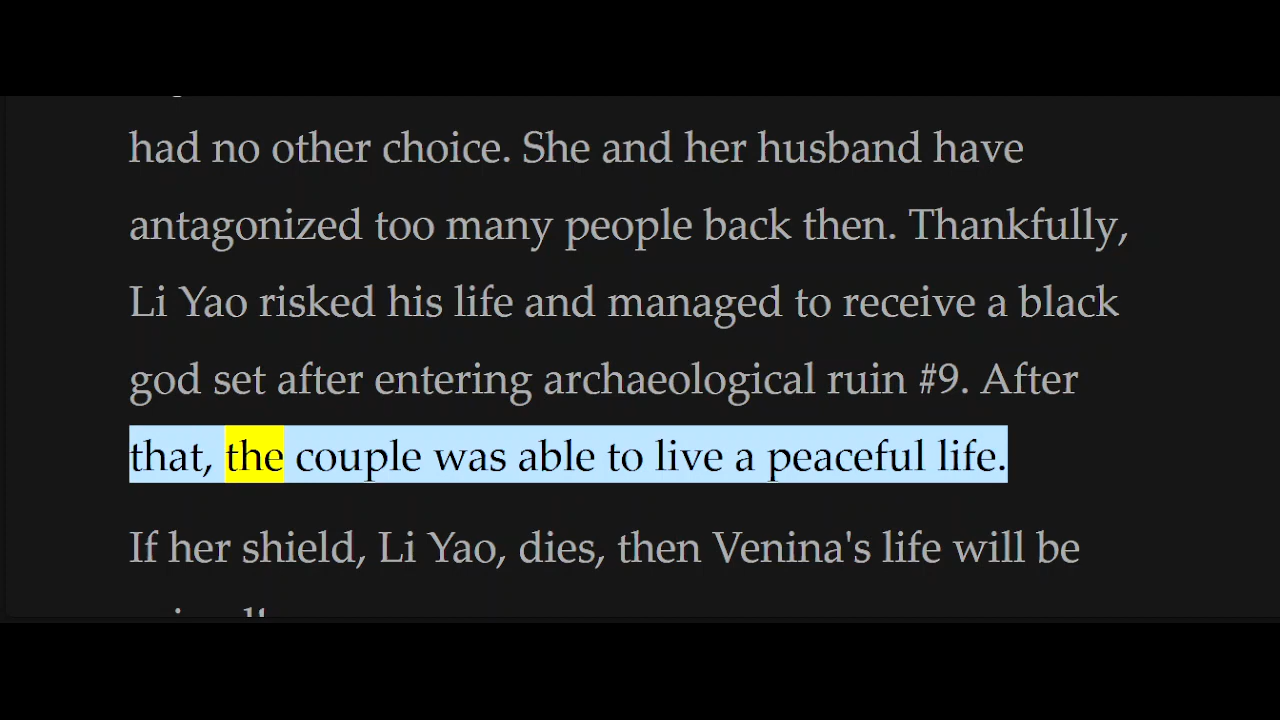 had no other choice. She and her husband have
antagonized too many people back then. Thankfully,
Li Yao risked his life and managed to receive a black
god set after entering archaeological ruin #9. After
that, the couple was able to live a peaceful life.
If her shield, Li Yao, dies, then Venina's life will be